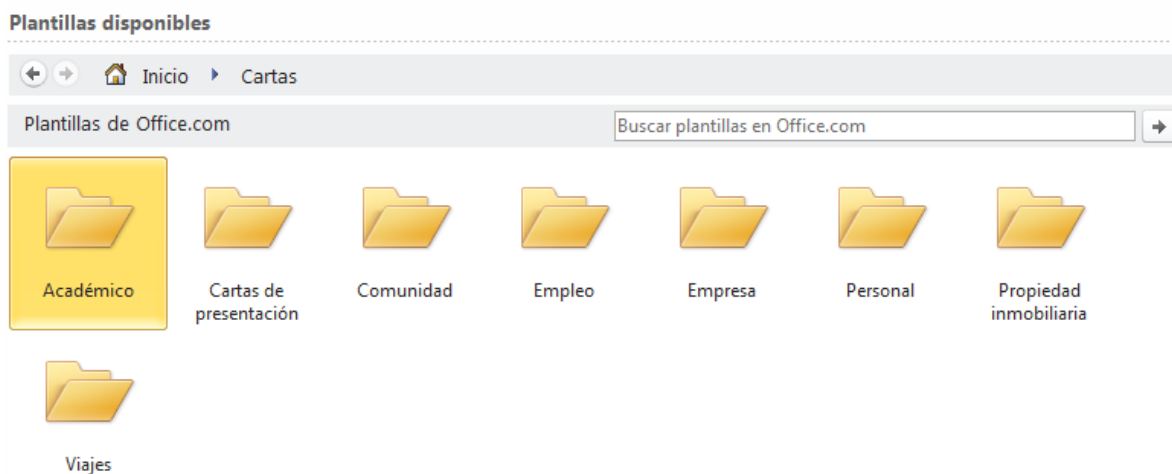 Plantillas disponibles
Inicio Cartas
Plantillas de Office.com
Buscar plantillas en Office.com
Académico
Cartas de
presentación
Comunidad
Empleo
Empresa
Personal
Propiedad
inmobiliaria
Viajes